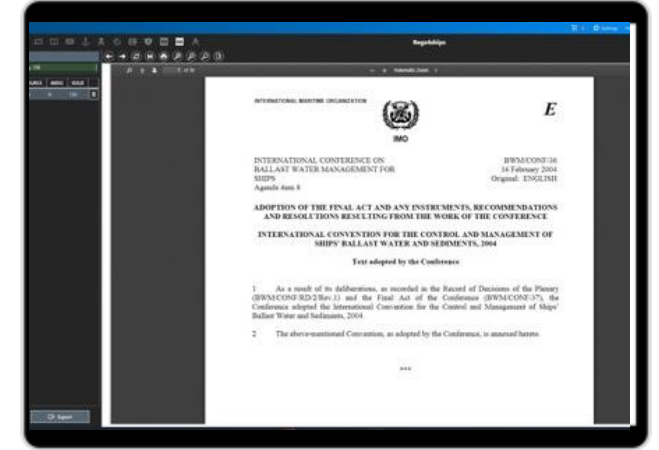 Settings
Regs4ships
Automatic Zoom
Export
INTERNATIONAL MARITIME ORGANIZATION
E
IMO
INTERNATIONAL CONFERENCE ON
BALLAST WATER MANAGEMENT FOR
SHIPS
Agenda item 8
BWM/CONF/36
16 February 2004
Original: ENGLISH
ADOPTION OF THE FINAL ACT AND ANY INSTRUMENTS, RECOMMENDATIONS
AND RESOLUTIONS RESULTING FROM THE WORK OF THE CONFERENCE
INTERNATIONAL CONVENTION FOR THE CONTROL AND MANAGEMENT OF
SHIPS' BALLAST WATER AND SEDIMENTS, 2004
Text adopted by the Conference
1 As a result of its deliberations, as recorded in the Record of Decisions of the Plenary
(BWM/CONF/RD/2/Rev.1) and the Final Act of the Conference (BWM/CONF/37), the
Conference adopted the International Convention for the Control and Management of Ships'
Ballast Water and Sediments, 2004.
2 The above-mentioned Convention, as adopted by the Conference, is annexed hereto.
***